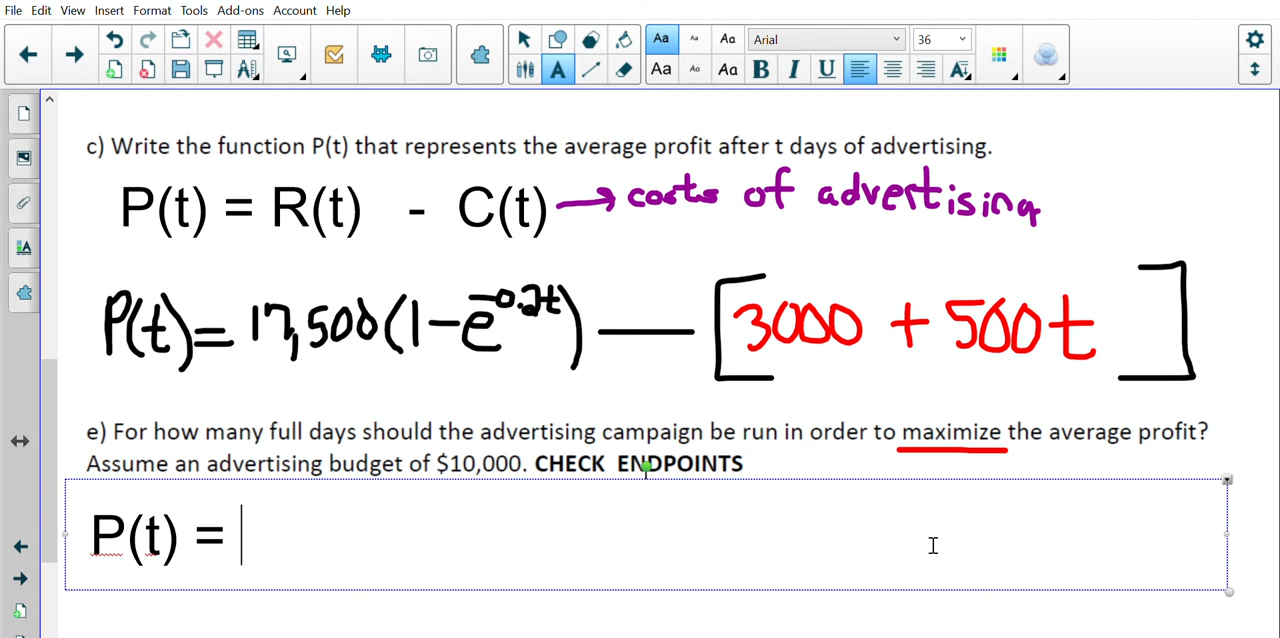 File Edit View Insert Format Tools Add-ons Account Help
Aa Aa Aa Arial 36
Aa Aa Aa B I U
c) Write the function P(t) that represents the average profit after t days of advertising.
P(t) = R(t) - C(t) → costs of advertising
P(t) = 17,500(1 - e^-0.2t) - [3000 + 500t]
e) For how many full days should the advertising campaign be run in order to maximize the average profit?
Assume an advertising budget of $10,000. CHECK ENDPOINTS
P(t) =